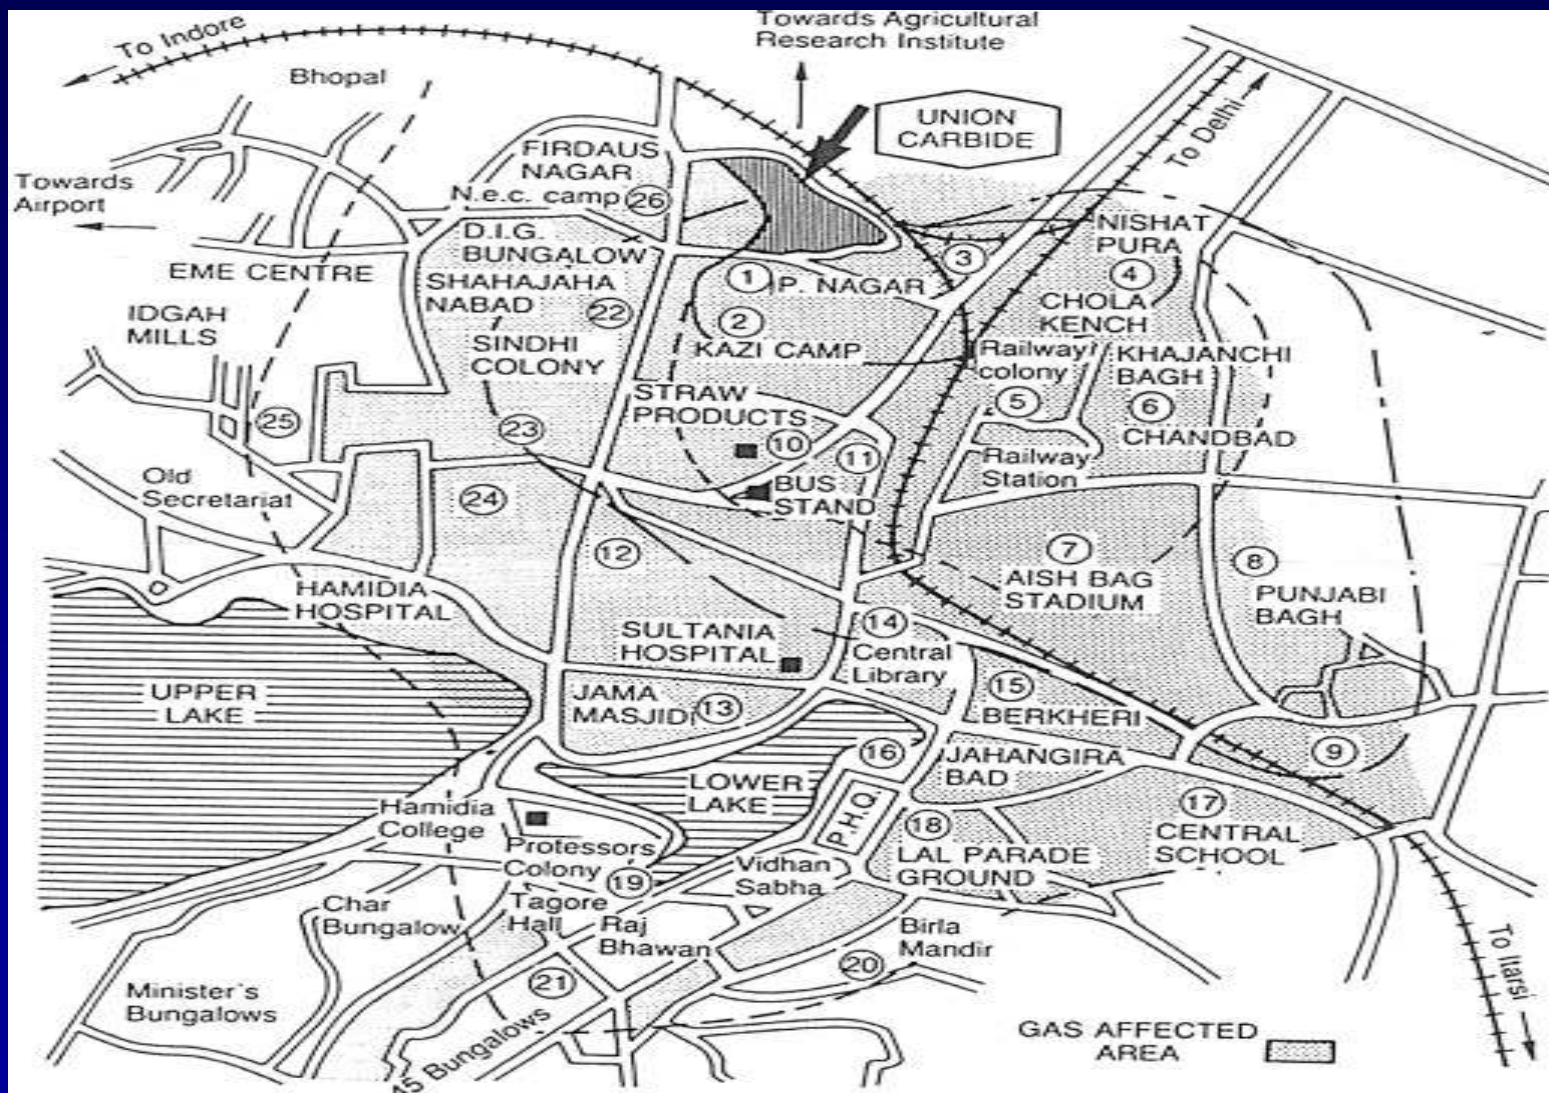 To Indore
Towards Agricultural
Research Institute
Bhopal
UNION
CARBIDE
To Delhi
Towards
Airport
FIRDAUS
NAGAR
N.e.c. camp
26
D.I.G.
BUNGALOW
NISHAT
PURA
EME CENTRE
SHAHAJAHA
NABAD
22
1
P. NAGAR
3
4
CHOLA
KENCH
IDGAH
MILLS
SINDHI
COLONY
2
KAZI CAMP
Railway
colony
5
KHAJANCHI
BAGH
6
CHANDBAD
STRAW
PRODUCTS
25
23
10
11
BUS
STAND
Railway
Station
Old
Secretariat
24
12
7
AISH BAG
STADIUM
8
PUNJABI
BAGH
HAMIDIA
HOSPITAL
SULTANIA
HOSPITAL
14
Central
Library
UPPER
LAKE
JAMA
MASJID
13
15
BERKHERI
16
JAHANGIRA
BAD
9
LOWER
LAKE
P.H.Q.
17
CENTRAL
SCHOOL
Hamidia
College
18
LAL PARADE
GROUND
Protessors
Colony
19
Vidhan
Sabha
Char
Bungalow
Tagore
Hall
Raj
Bhawan
Birla
Mandir
20
21
Minister's
Bungalows
45 Bungalows
To Itarsi
GAS AFFECTED
AREA